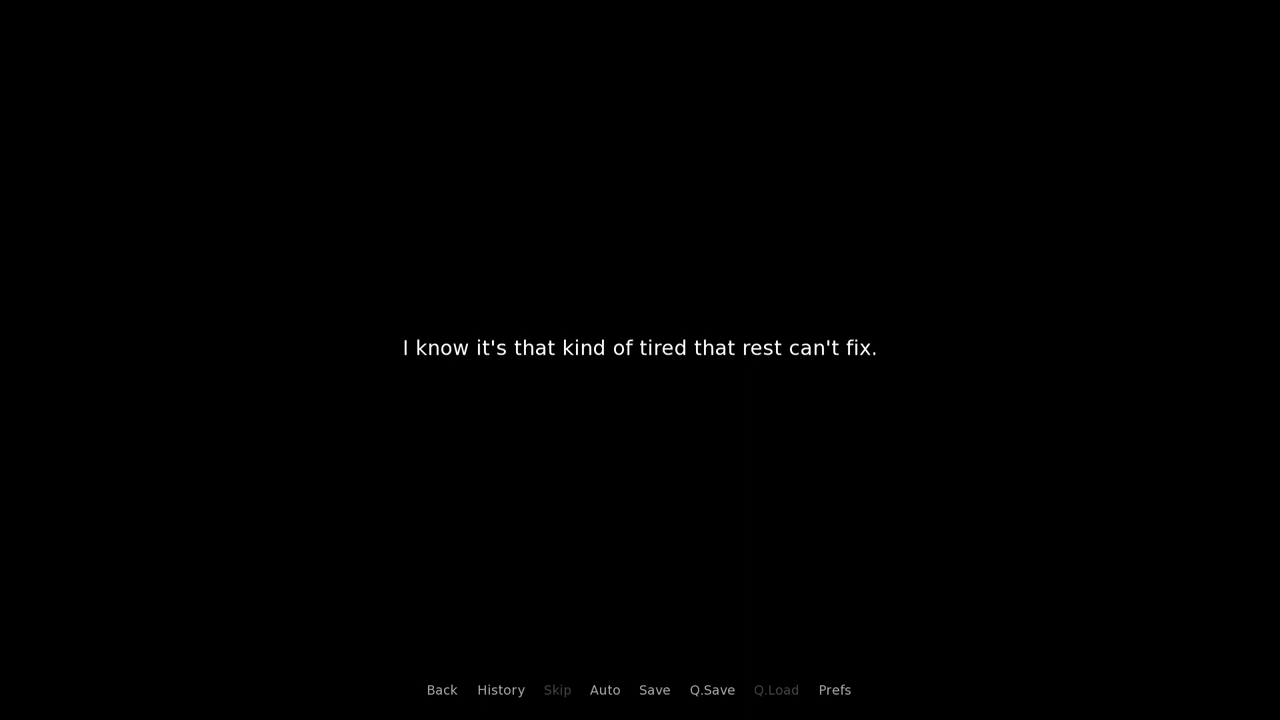 I know it's that kind of tired that rest can't fix.
Back History Skip Auto Save Q.Save Q.Load Prefs